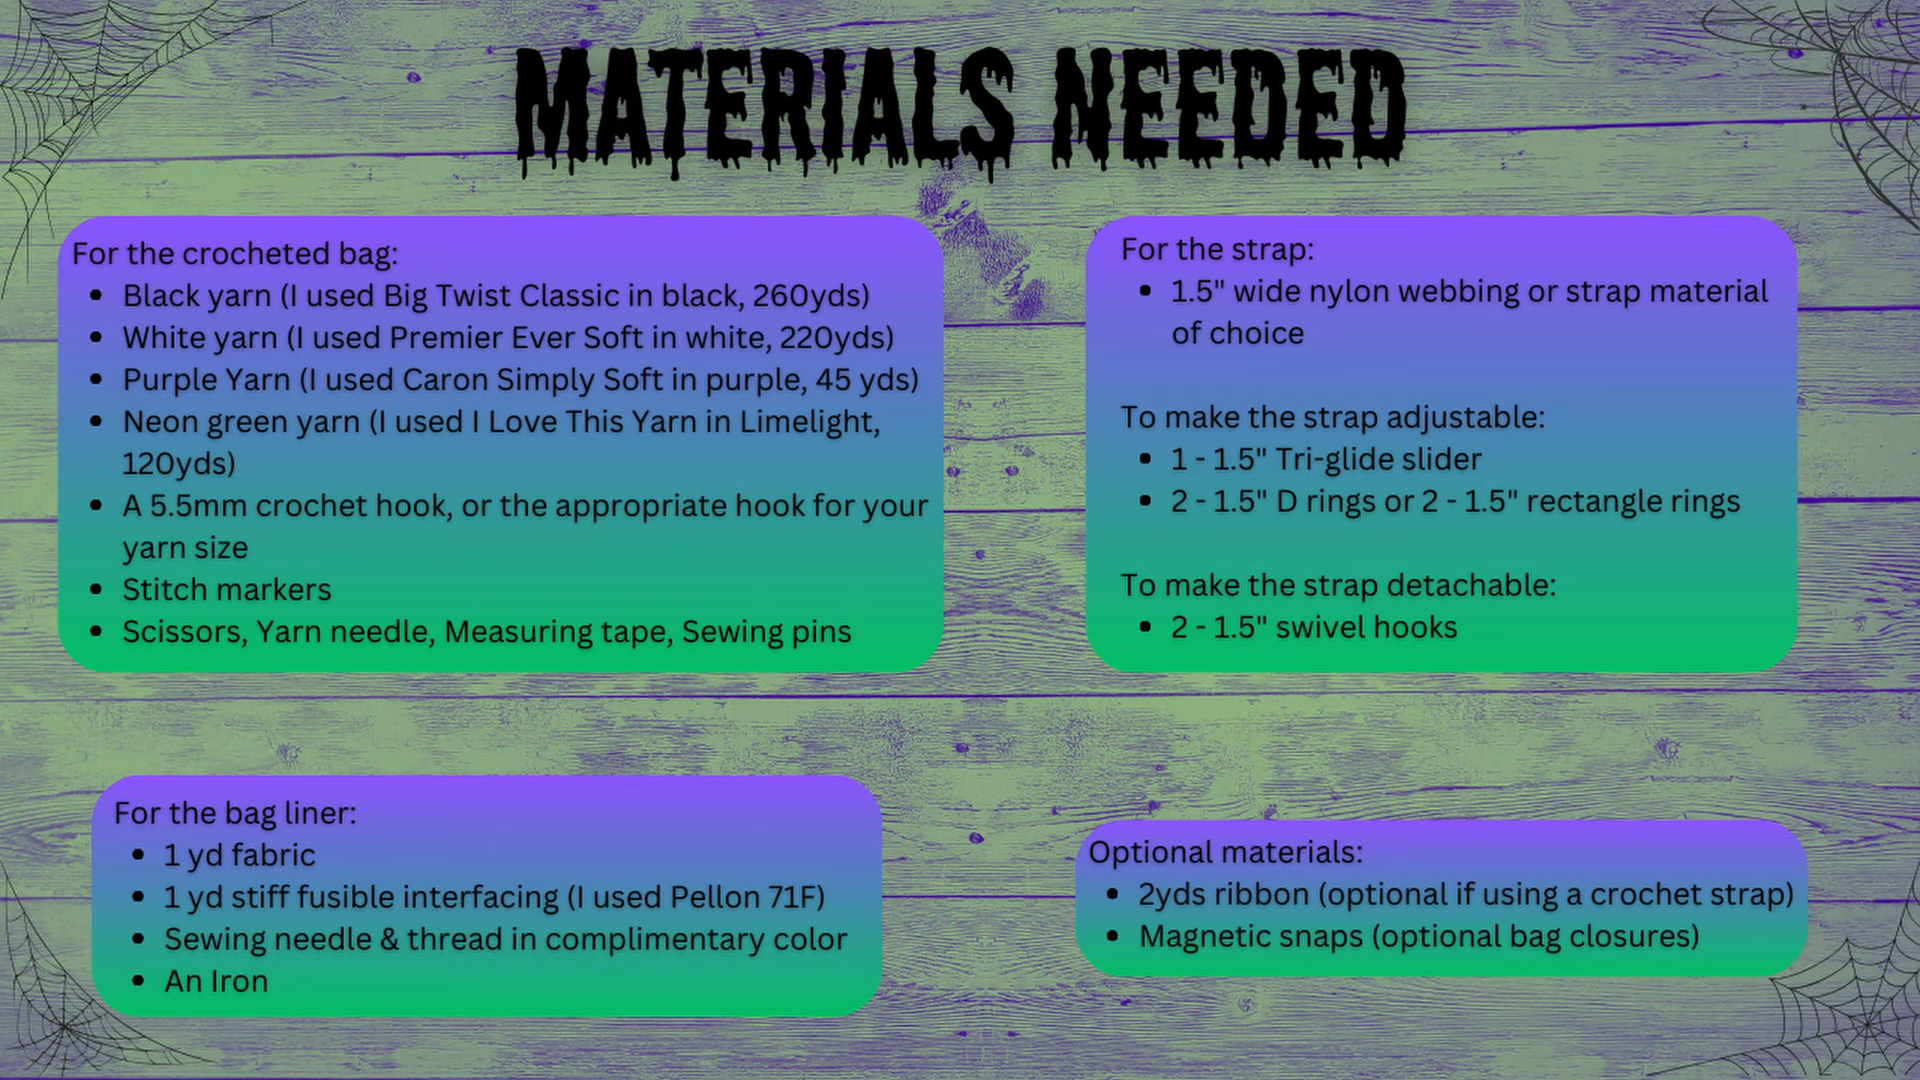 MATERIALS NEEDED
For the crocheted bag:
• Black yarn (I used Big Twist Classic in black, 260yds)
• White yarn (I used Premier Ever Soft in white, 220yds)
• Purple Yarn (I used Caron Simply Soft in purple, 45 yds)
• Neon green yarn (I used I Love This Yarn in Limelight,
120yds)
• A 5.5mm crochet hook, or the appropriate hook for your
yarn size
• Stitch markers
• Scissors, Yarn needle, Measuring tape, Sewing pins
For the strap:
• 1.5" wide nylon webbing or strap material
of choice
To make the strap adjustable:
• 1 - 1.5" Tri-glide slider
• 2 - 1.5" D rings or 2 - 1.5" rectangle rings
To make the strap detachable:
• 2 - 1.5" swivel hooks
For the bag liner:
• 1 yd fabric
• 1 yd stiff fusible interfacing (I used Pellon 71F)
• Sewing needle & thread in complimentary color
• An Iron
Optional materials:
• 2yds ribbon (optional if using a crochet strap)
• Magnetic snaps (optional bag closures)